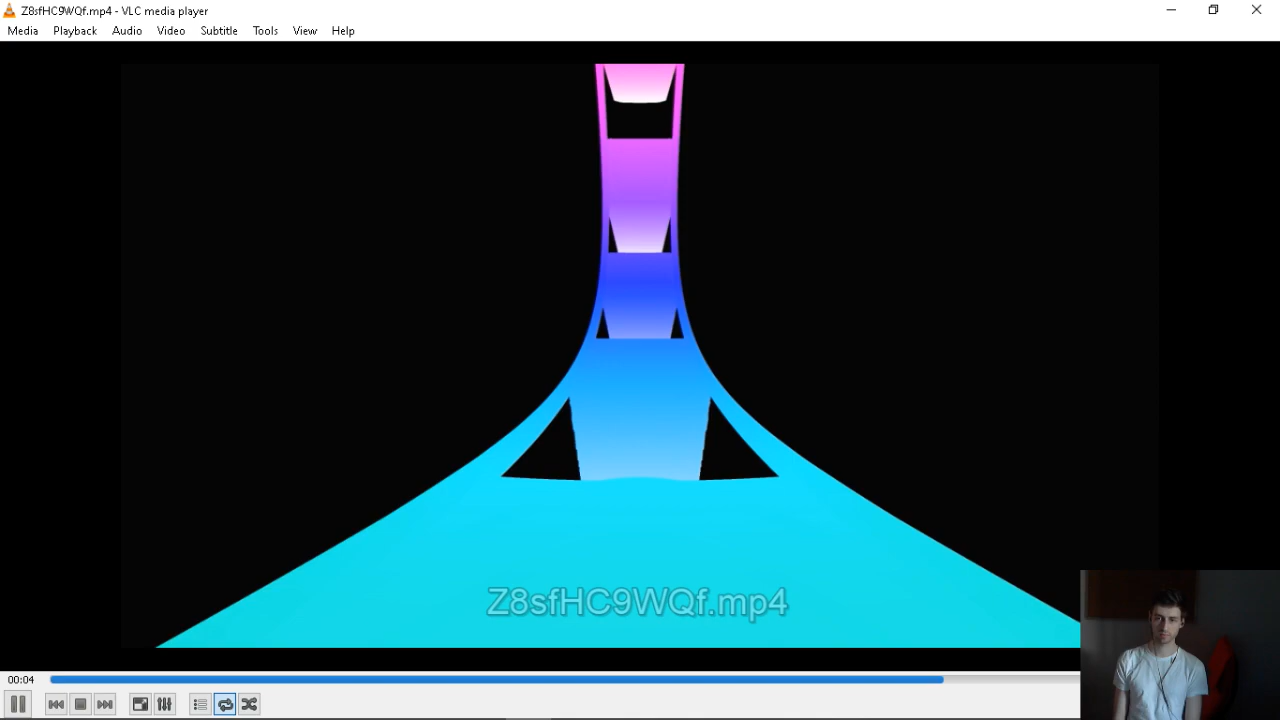 Z8sfHC9WQf.mp4 - VLC media player
Media Playback Audio Video Subtitle Tools View Help
Z8sfHC9WQf.mp4
00:04